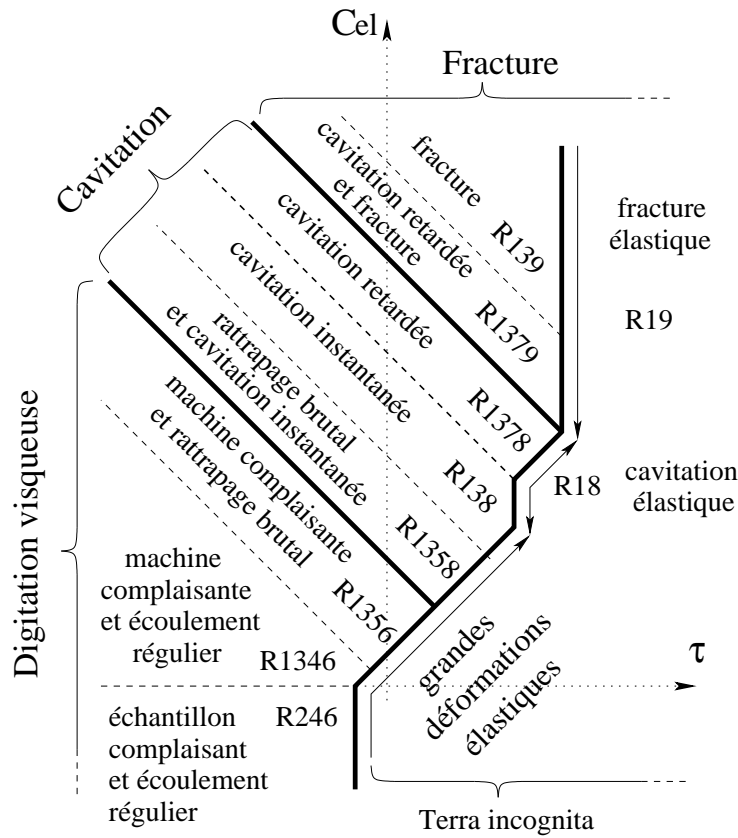 Cel
Fracture
Cavitation
fracture
R139
cavitation retardée
et fracture
R1379
cavitation retardée
R1378
cavitation instantanée
R138
rattrapage brutal
et cavitation instantanée
R1358
machine complaisante
et rattrapage brutal
R1356
fracture
élastique
R19
R18
cavitation
élastique
Digitation visqueuse
machine
complaisante
et écoulement
régulier
R1346
τ
grandes
déformations
élastiques
R246
échantillon
complaisant
et écoulement
régulier
Terra incognita